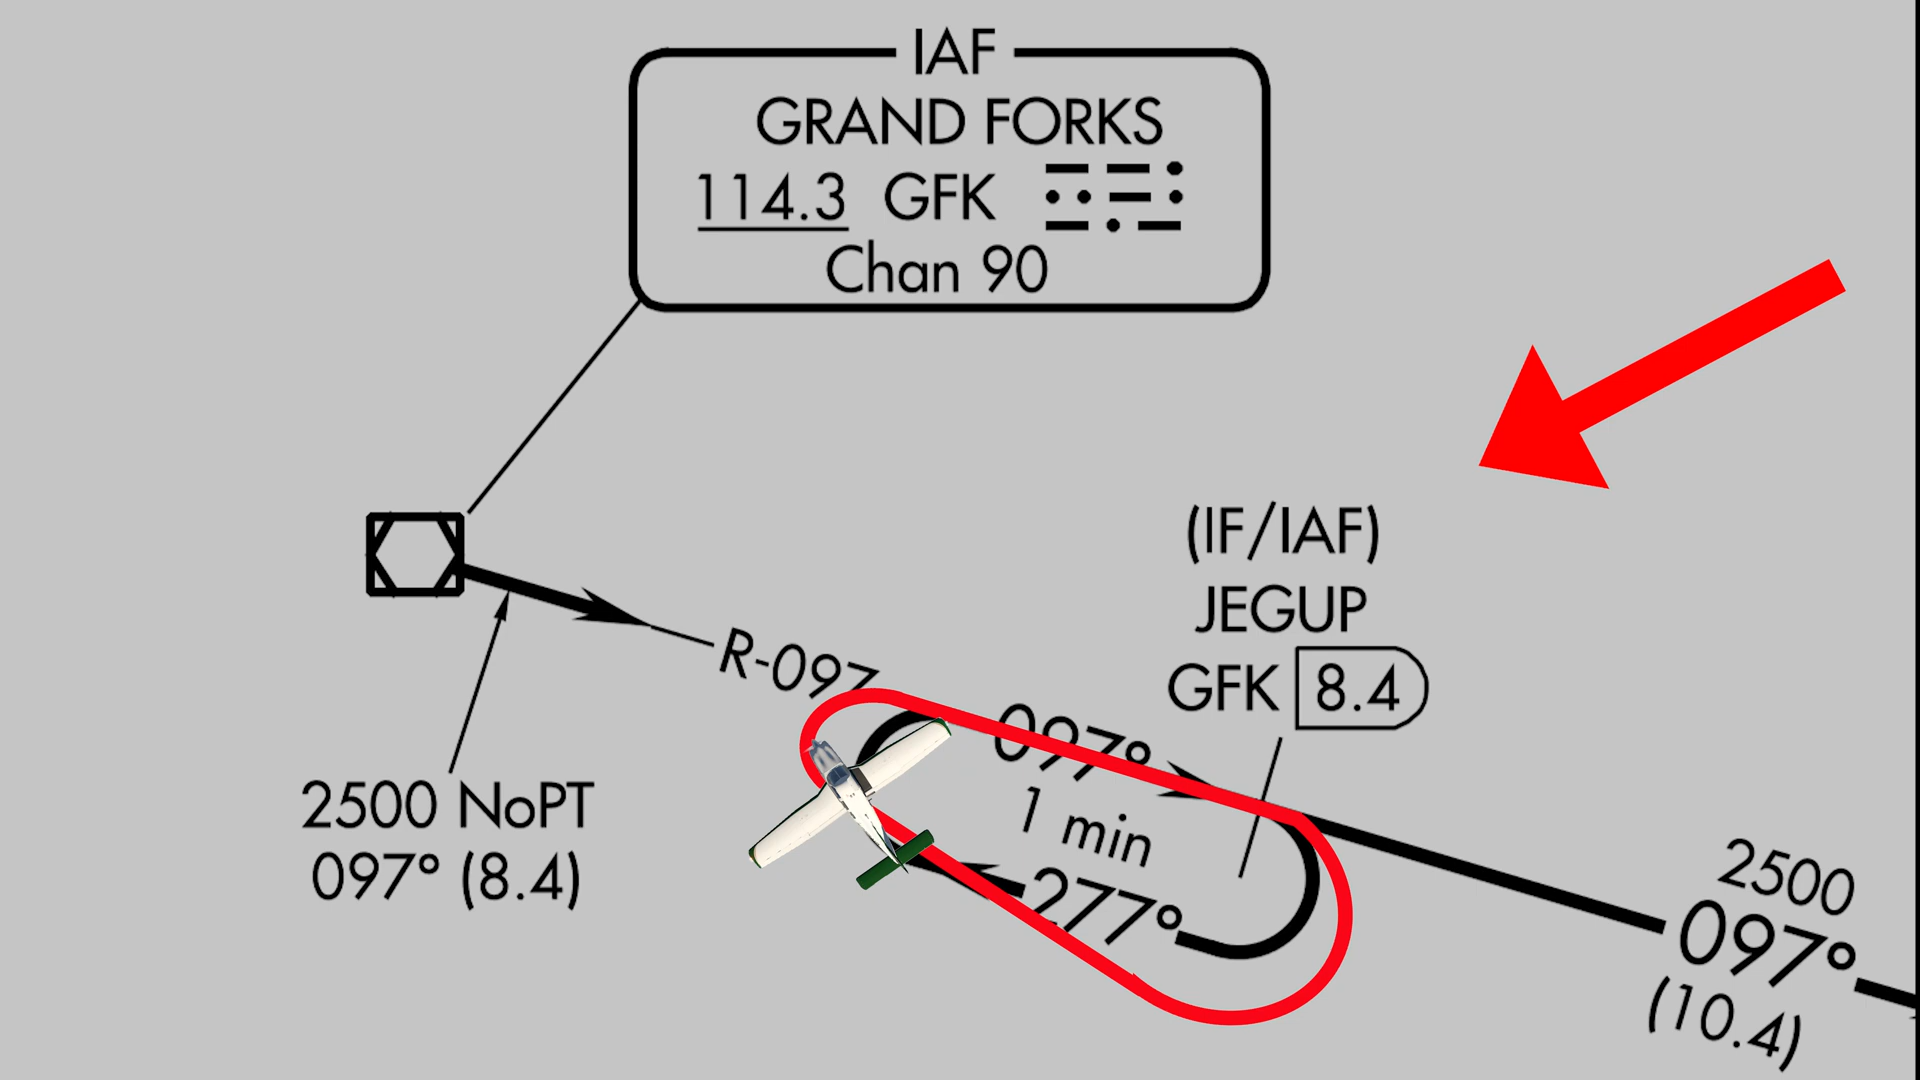 IAF
GRAND FORKS
114.3 GFK
Chan 90
(IF/IAF)
JEGUP
GFK 8.4
R-097
097°
1 min
277°
2500 NoPT
097° (8.4)
2500
097°
(10.4)